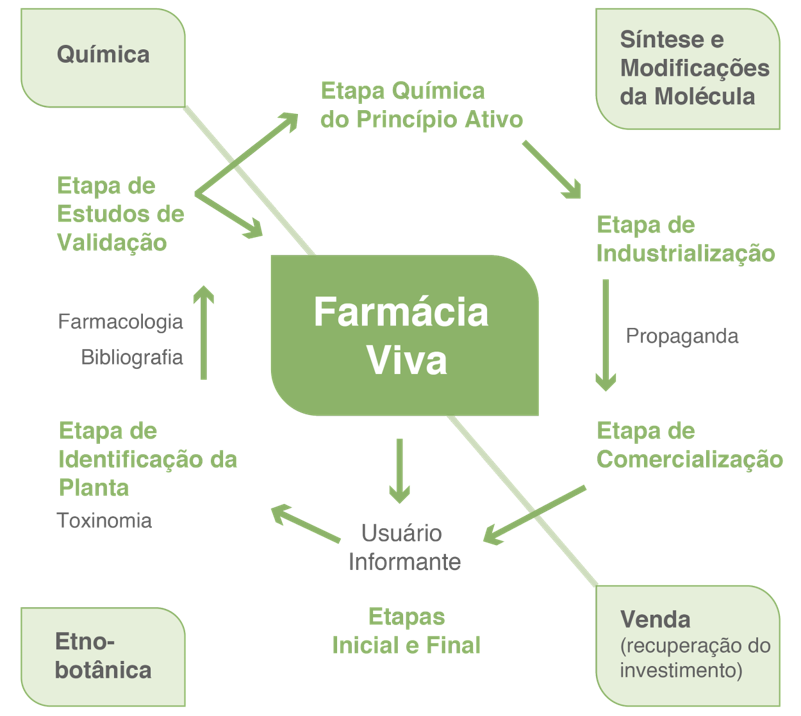 Química
Síntese e
Modificações
da Molécula
Etapa Química
do Princípio Ativo
Etapa de
Estudos de
Validação
Etapa de
Industrialização
Farmácia
Viva
Farmacologia
Bibliografia
Propaganda
Etapa de
Identificação da
Planta
Toxinomia
Etapa de
Comercialização
Usuário
Informante
Etapas
Inicial e Final
Etno-
botânica
Venda
(recuperação do
investimento)